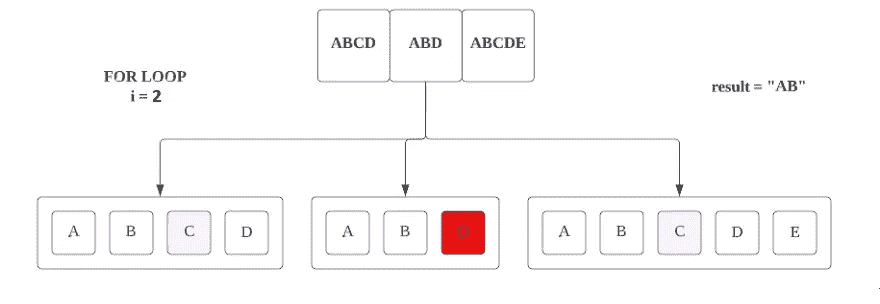 ABCD ABD ABCDE
FOR LOOP
i = 2
result = "AB"
A B C D
A B D
A B C D E